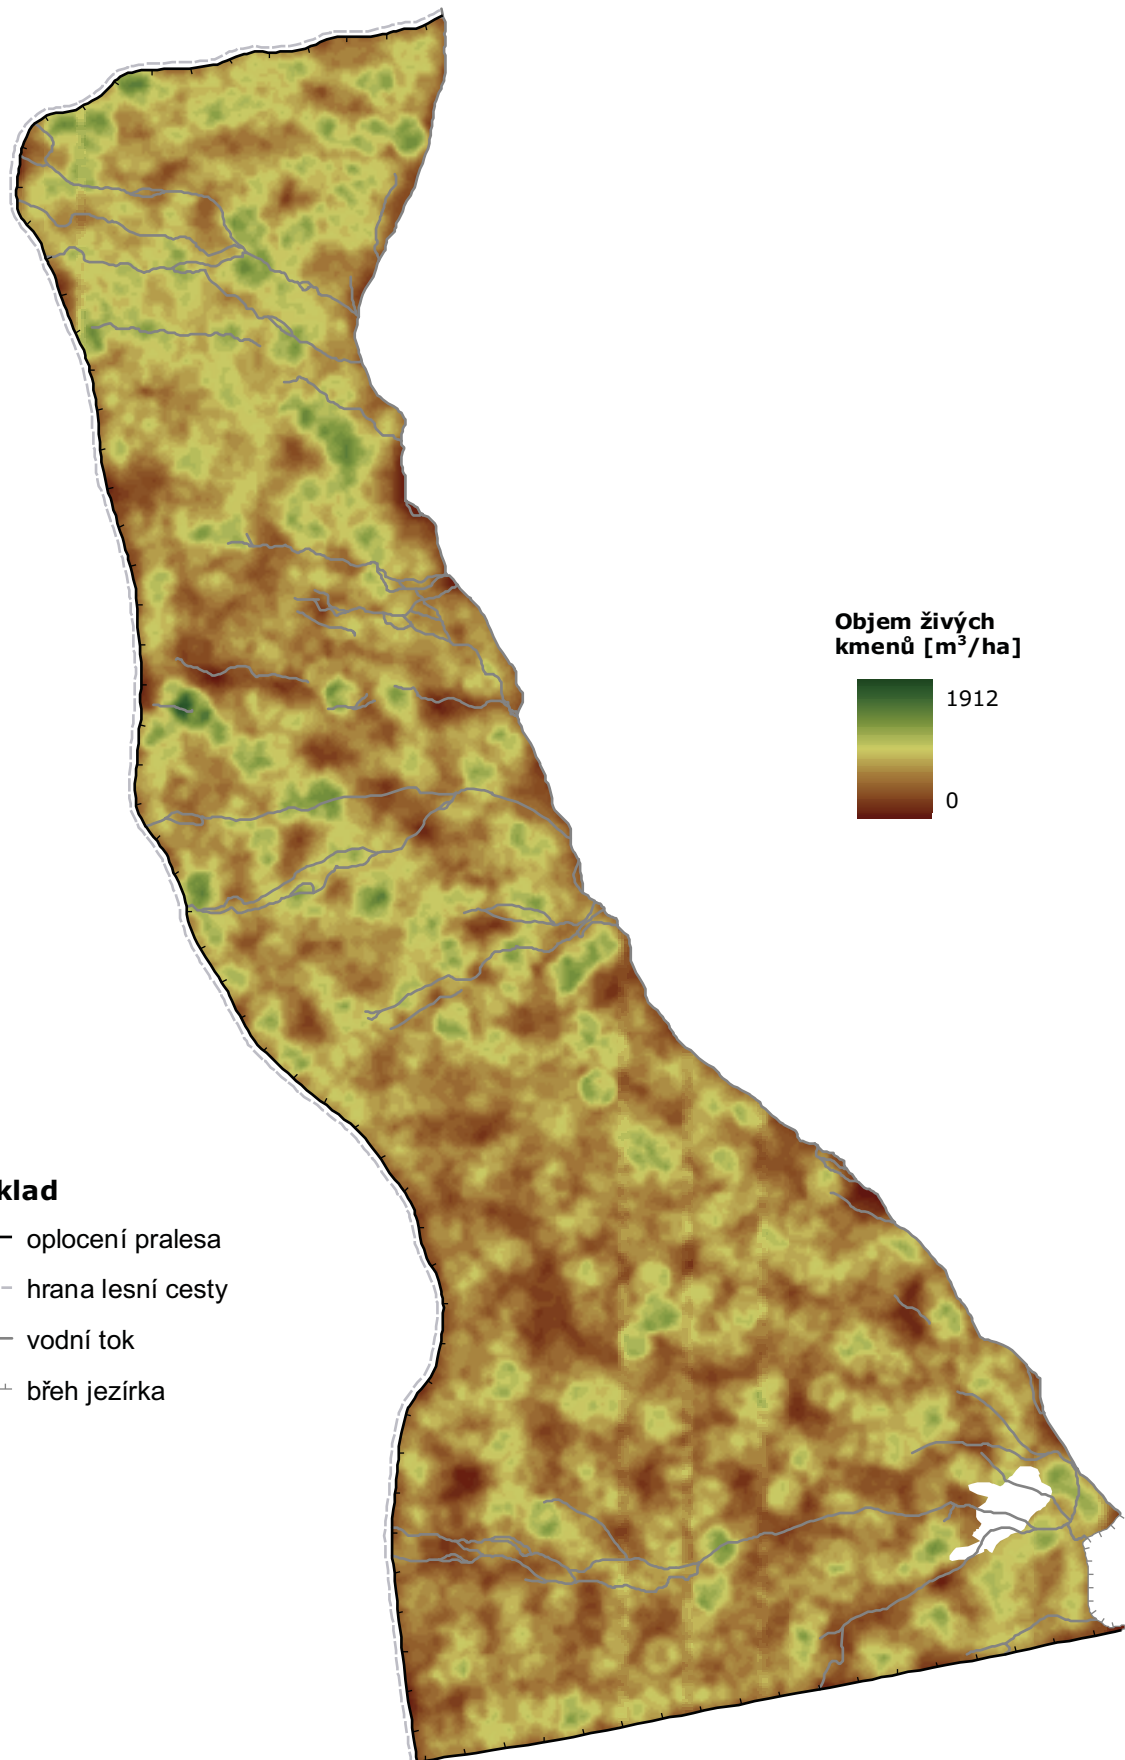 Objem živých
kmenů [m³/ha]
1912
0
klad
oplocení pralesa
hrana lesní cesty
vodní tok
břeh jezírka